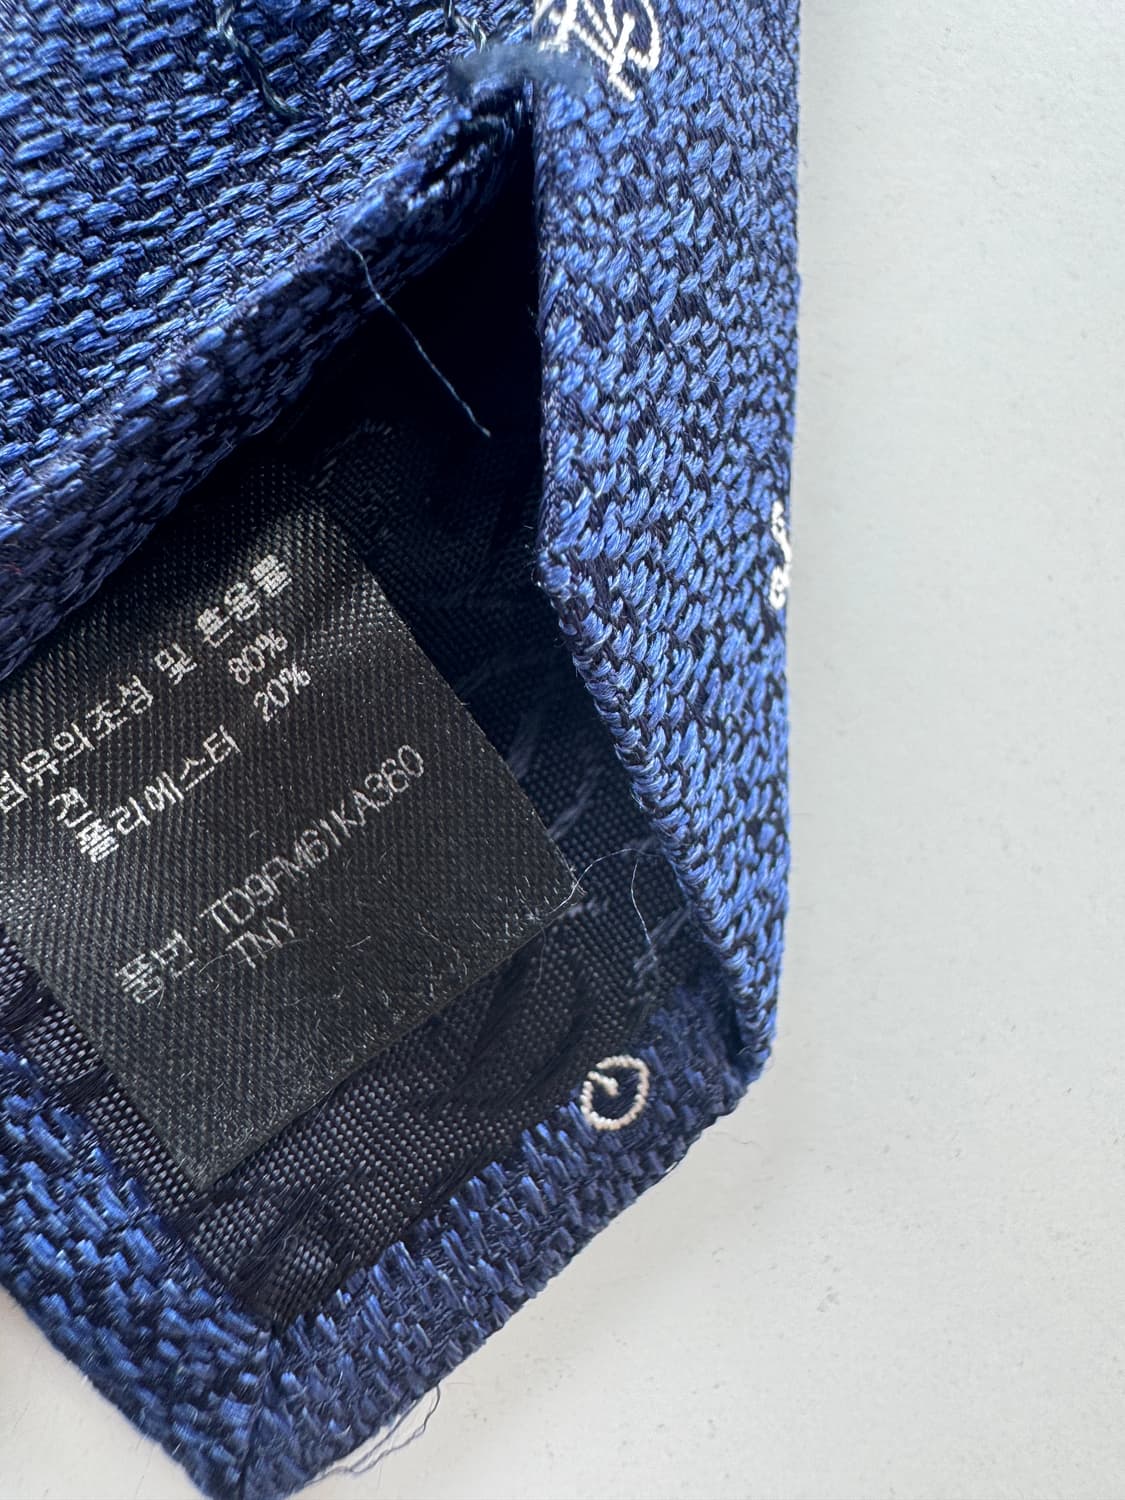 섬유의조성 및 혼용률
견 80%
폴리에스터 20%
품번 TD9FM611KA360
TNY